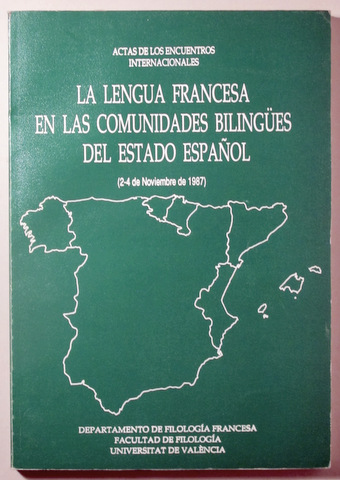 ACTAS DE LOS ENCUENTROS
INTERNACIONALES
LA LENGUA FRANCESA
EN LAS COMUNIDADES BILINGÜES
DEL ESTADO ESPAÑOL
(2-4 de Noviembre de 1987)
DEPARTAMENTO DE FILOLOGÍA FRANCESA
FACULTAD DE FILOLOGÍA
UNIVERSITAT DE VALÈNCIA